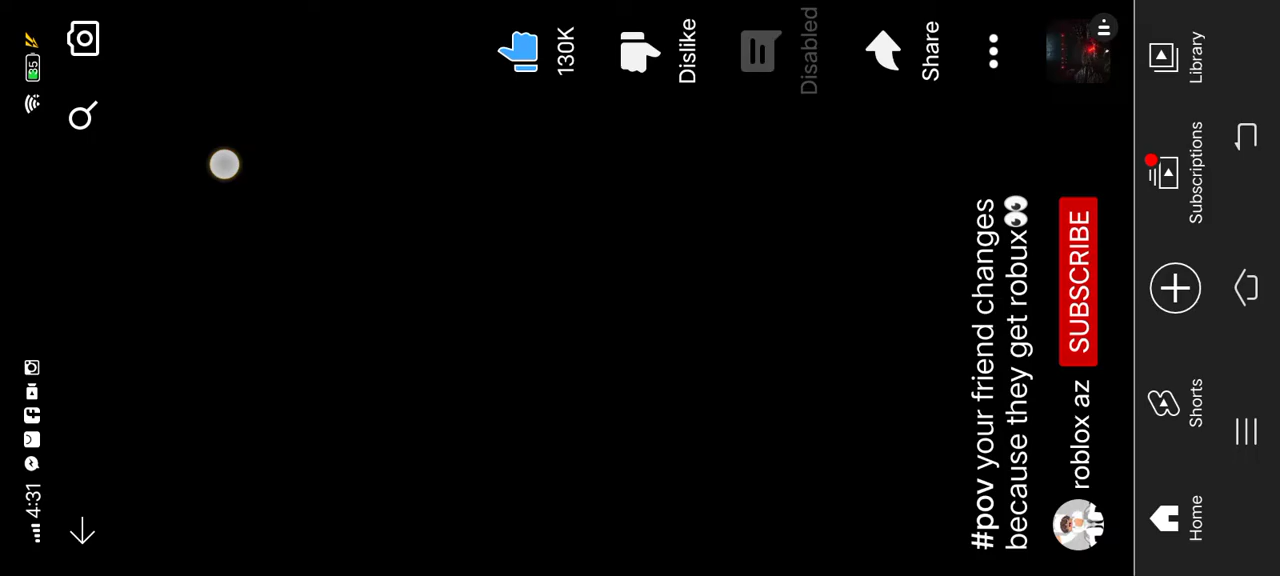 4:31
35
130K
Dislike
Disabled
Share
#pov your friend changes
because they get robux👀
roblox az
SUBSCRIBE
Home
Shorts
Subscriptions
Library